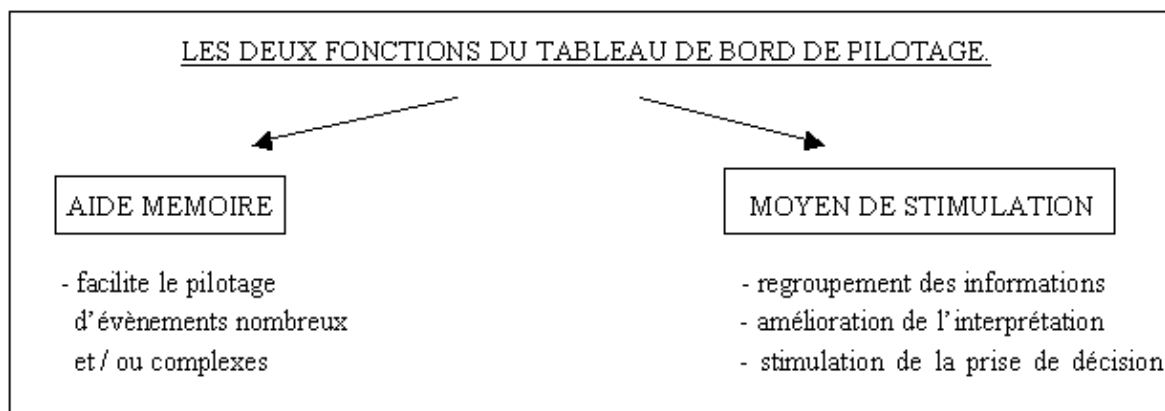 LES DEUX FONCTIONS DU TABLEAU DE BORD DE PILOTAGE.
AIDE MEMOIRE
- facilite le pilotage
d'évènements nombreux
et / ou complexes
MOYEN DE STIMULATION
- regroupement des informations
- amélioration de l'interprétation
- stimulation de la prise de décision